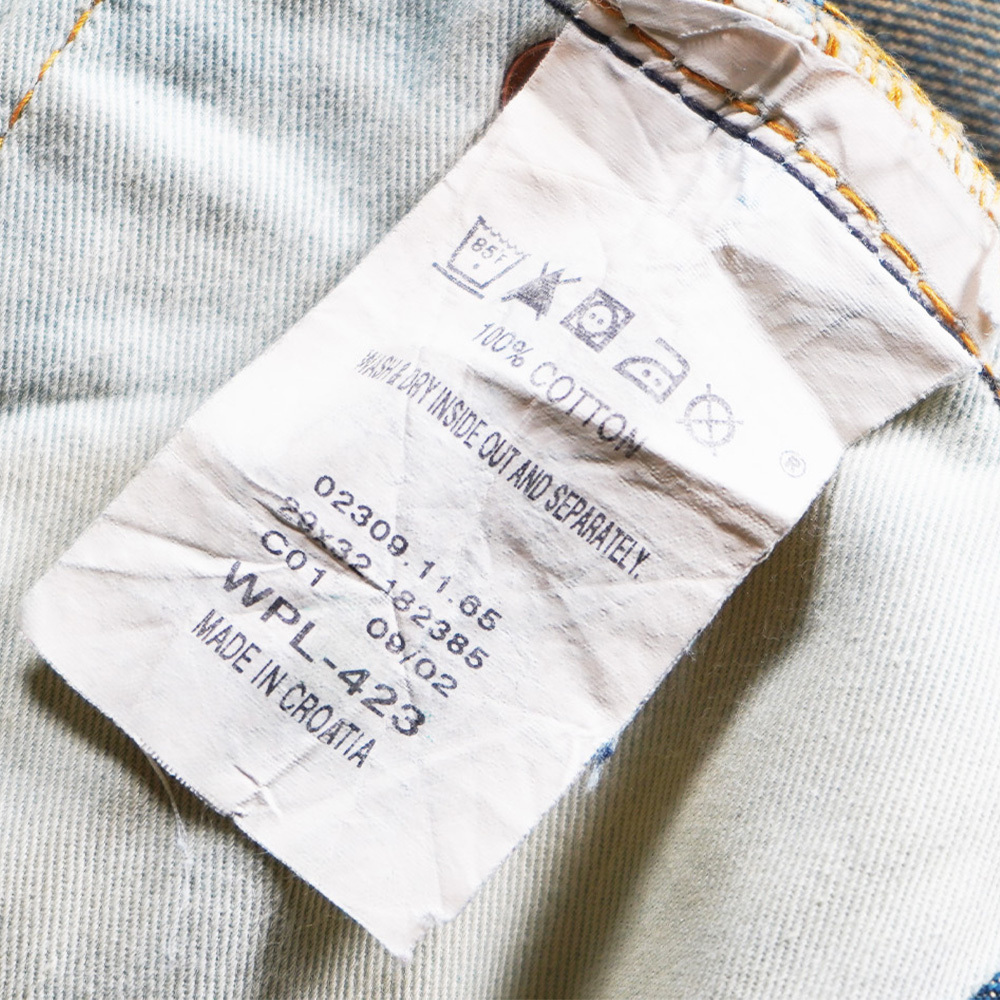 85F
100% COTTON
®
WASH & DRY INSIDE OUT AND SEPARATELY.
02309.11.65
29x32 182385
C01 09/02
WPL-423
MADE IN CROATIA